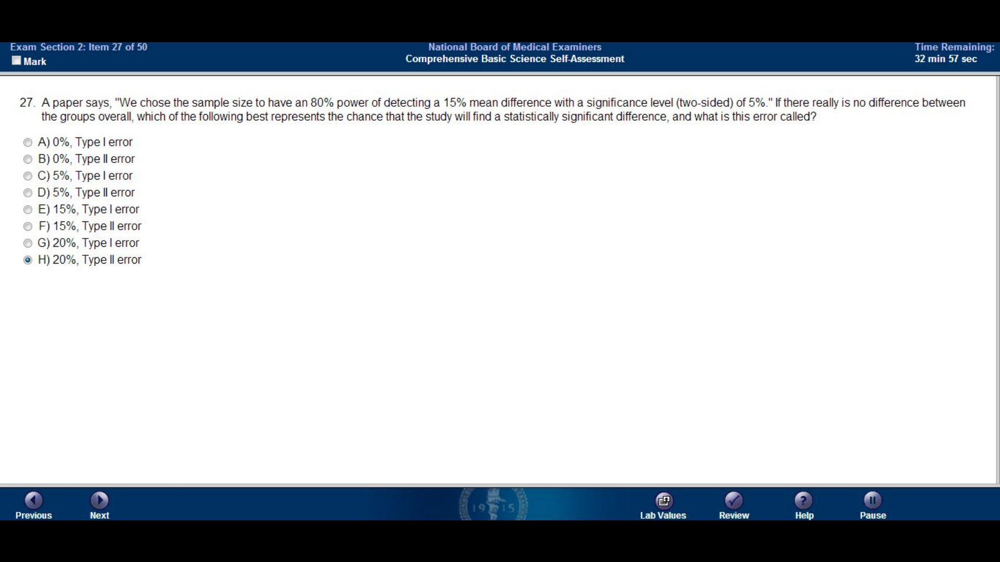 Exam Section 2: Item 27 of 50
Mark
National Board of Medical Examiners
Comprehensive Basic Science Self-Assessment
Time Remaining:
32 min 57 sec
27. A paper says, "We chose the sample size to have an 80% power of detecting a 15% mean difference with a significance level (two-sided) of 5%." If there really is no difference between
the groups overall, which of the following best represents the chance that the study will find a statistically significant difference, and what is this error called?
A) 0%, Type I error
B) 0%, Type II error
C) 5%, Type I error
D) 5%, Type II error
E) 15%, Type I error
F) 15%, Type II error
G) 20%, Type I error
H) 20%, Type II error
Previous
Next
1915
Lab Values
Review
Help
Pause